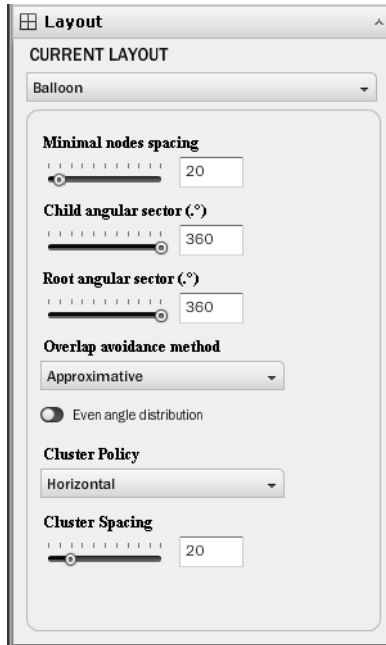 Layout
CURRENT LAYOUT
Balloon
Minimal nodes spacing
20
Child angular sector (.°)
360
Root angular sector (.°)
360
Overlap avoidance method
Approximative
Even angle distribution
Cluster Policy
Horizontal
Cluster Spacing
20